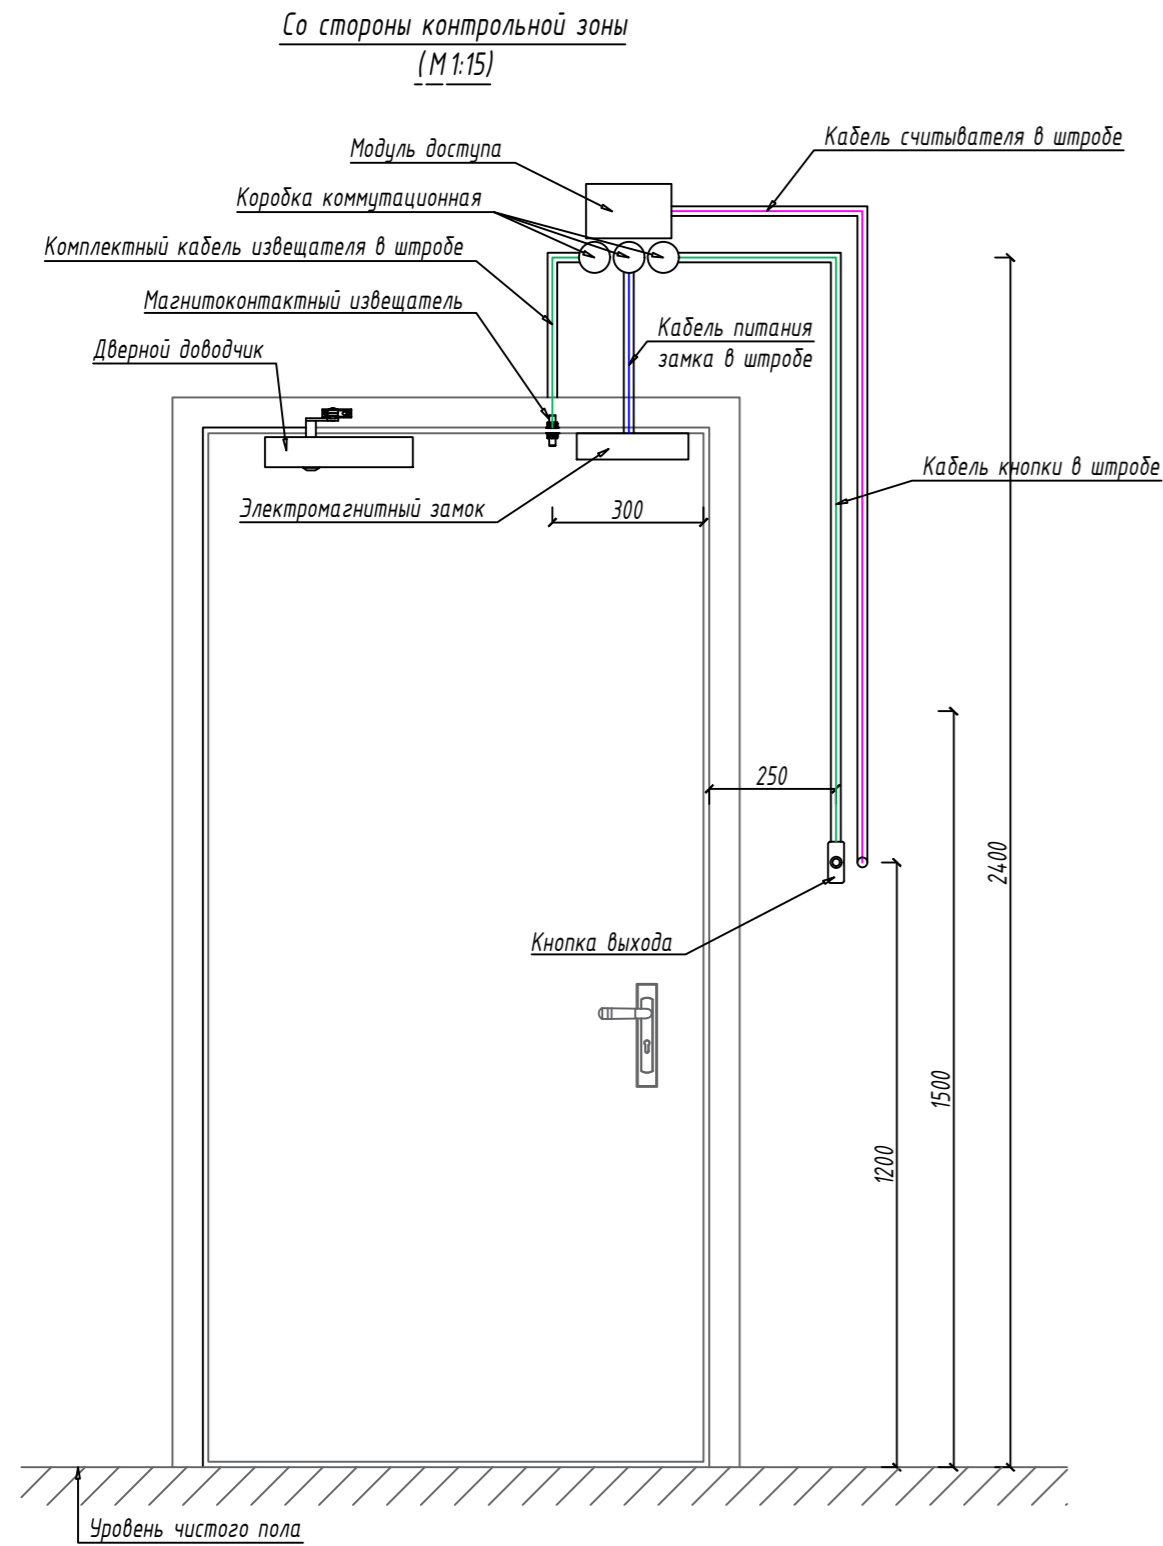 Со стороны контрольной зоны
(М 1:15)
Кабель считывателя в штробе
Модуль доступа
Коробка коммутационная
Комплектный кабель извещателя в штробе
Магнитоконтактный извещатель
Кабель питания
замка в штробе
Дверной доводчик
Кабель кнопки в штробе
Электромагнитный замок
300
250
2400
Кнопка выхода
1500
1200
Уровень чистого пола